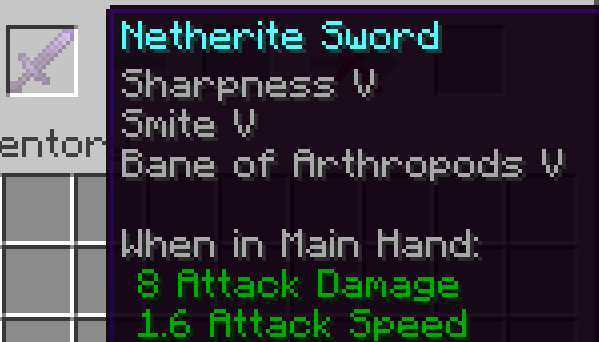 Netherite Sword
Sharpness V
Smite V
entor
Bane of Arthropods V
When in Main Hand:
8 Attack Damage
1.6 Attack Speed